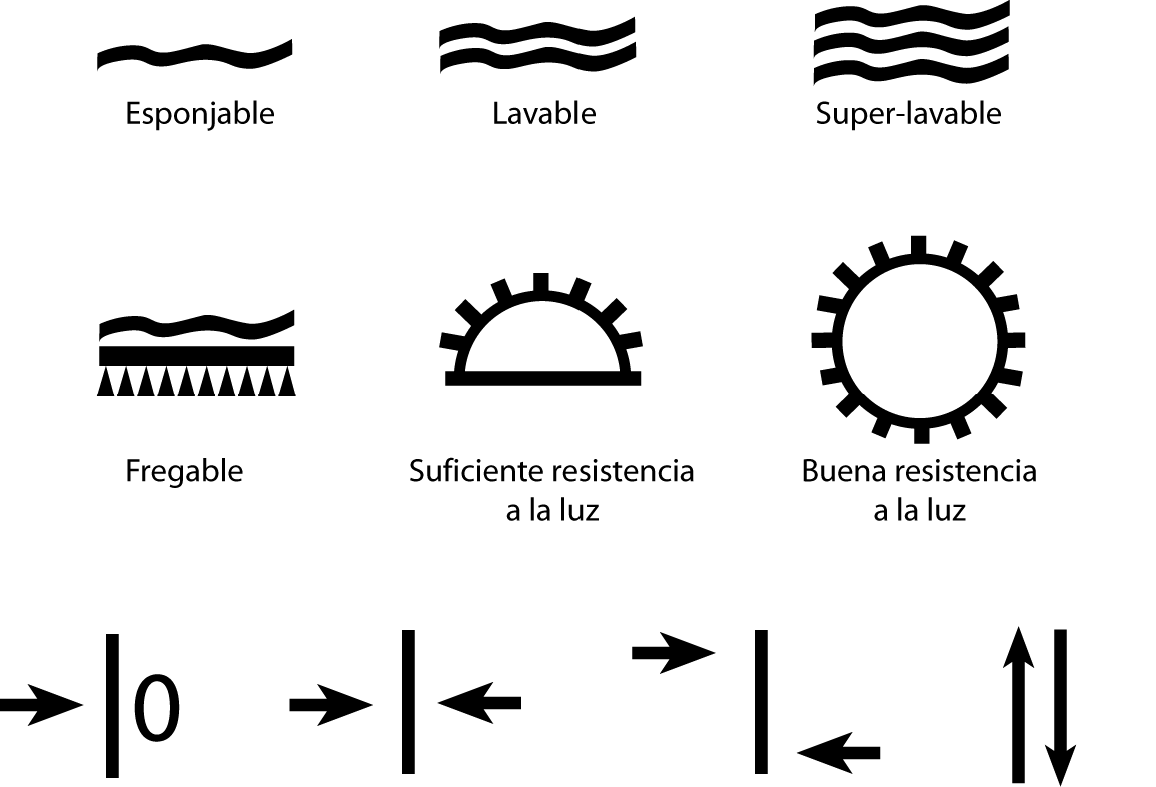 Esponjable
Lavable
Super-lavable
Fregable
Suficiente resistencia
a la luz
Buena resistencia
a la luz
0